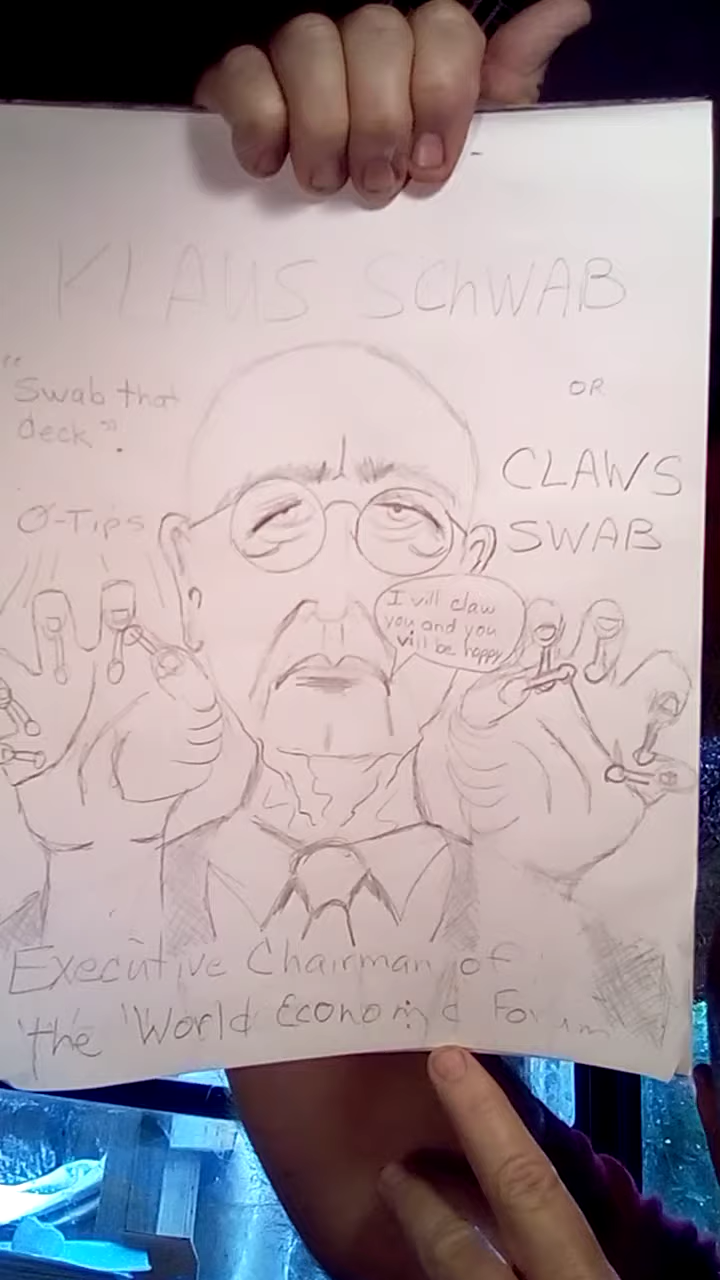 KLAUS SCHWAB
"Swab that
deck".
OR
CLAWS
SWAB
Q-Tips
I vill claw
you and you
vill be happy
Executive Chairman of
the World Economic Forum